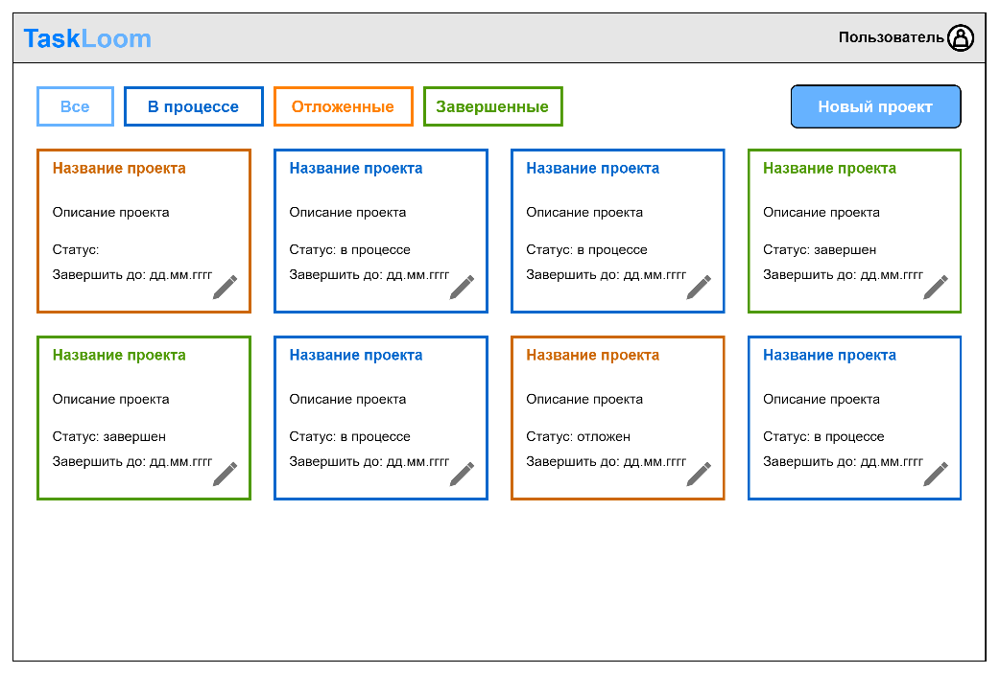 TaskLoom
Пользователь
Все
В процессе
Отложенные
Завершенные
Новый проект
Название проекта
Описание проекта
Статус:
Завершить до: дд.мм.гггг
Название проекта
Описание проекта
Статус: в процессе
Завершить до: дд.мм.гггг
Название проекта
Описание проекта
Статус: в процессе
Завершить до: дд.мм.гггг
Название проекта
Описание проекта
Статус: завершен
Завершить до: дд.мм.гггг
Название проекта
Описание проекта
Статус: завершен
Завершить до: дд.мм.гггг
Название проекта
Описание проекта
Статус: в процессе
Завершить до: дд.мм.гггг
Название проекта
Описание проекта
Статус: отложен
Завершить до: дд.мм.гггг
Название проекта
Описание проекта
Статус: в процессе
Завершить до: дд.мм.гггг